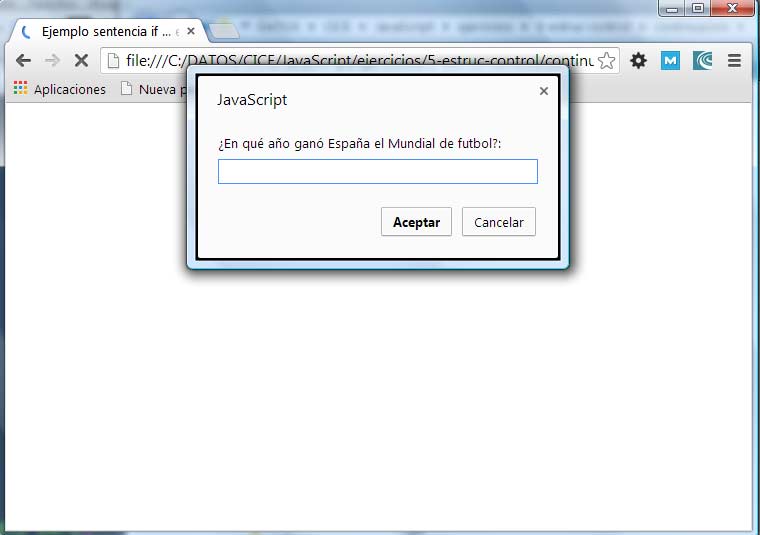 Ejemplo sentencia if ...
file:///C:/DATOS/CICE/JavaScript/ejercicios/5-estruc-control/continu
Aplicaciones
Nueva p
JavaScript
¿En qué año ganó España el Mundial de futbol?:
Aceptar
Cancelar